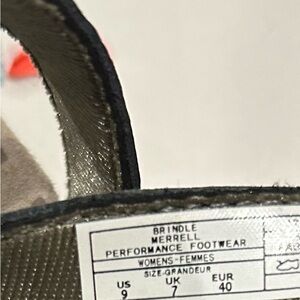 BRINDLE
MERRELL
PERFORMANCE FOOTWEAR
WOMENS-FEMMES
SIZE-GRANDEUR
US UK EUR
9 7 40